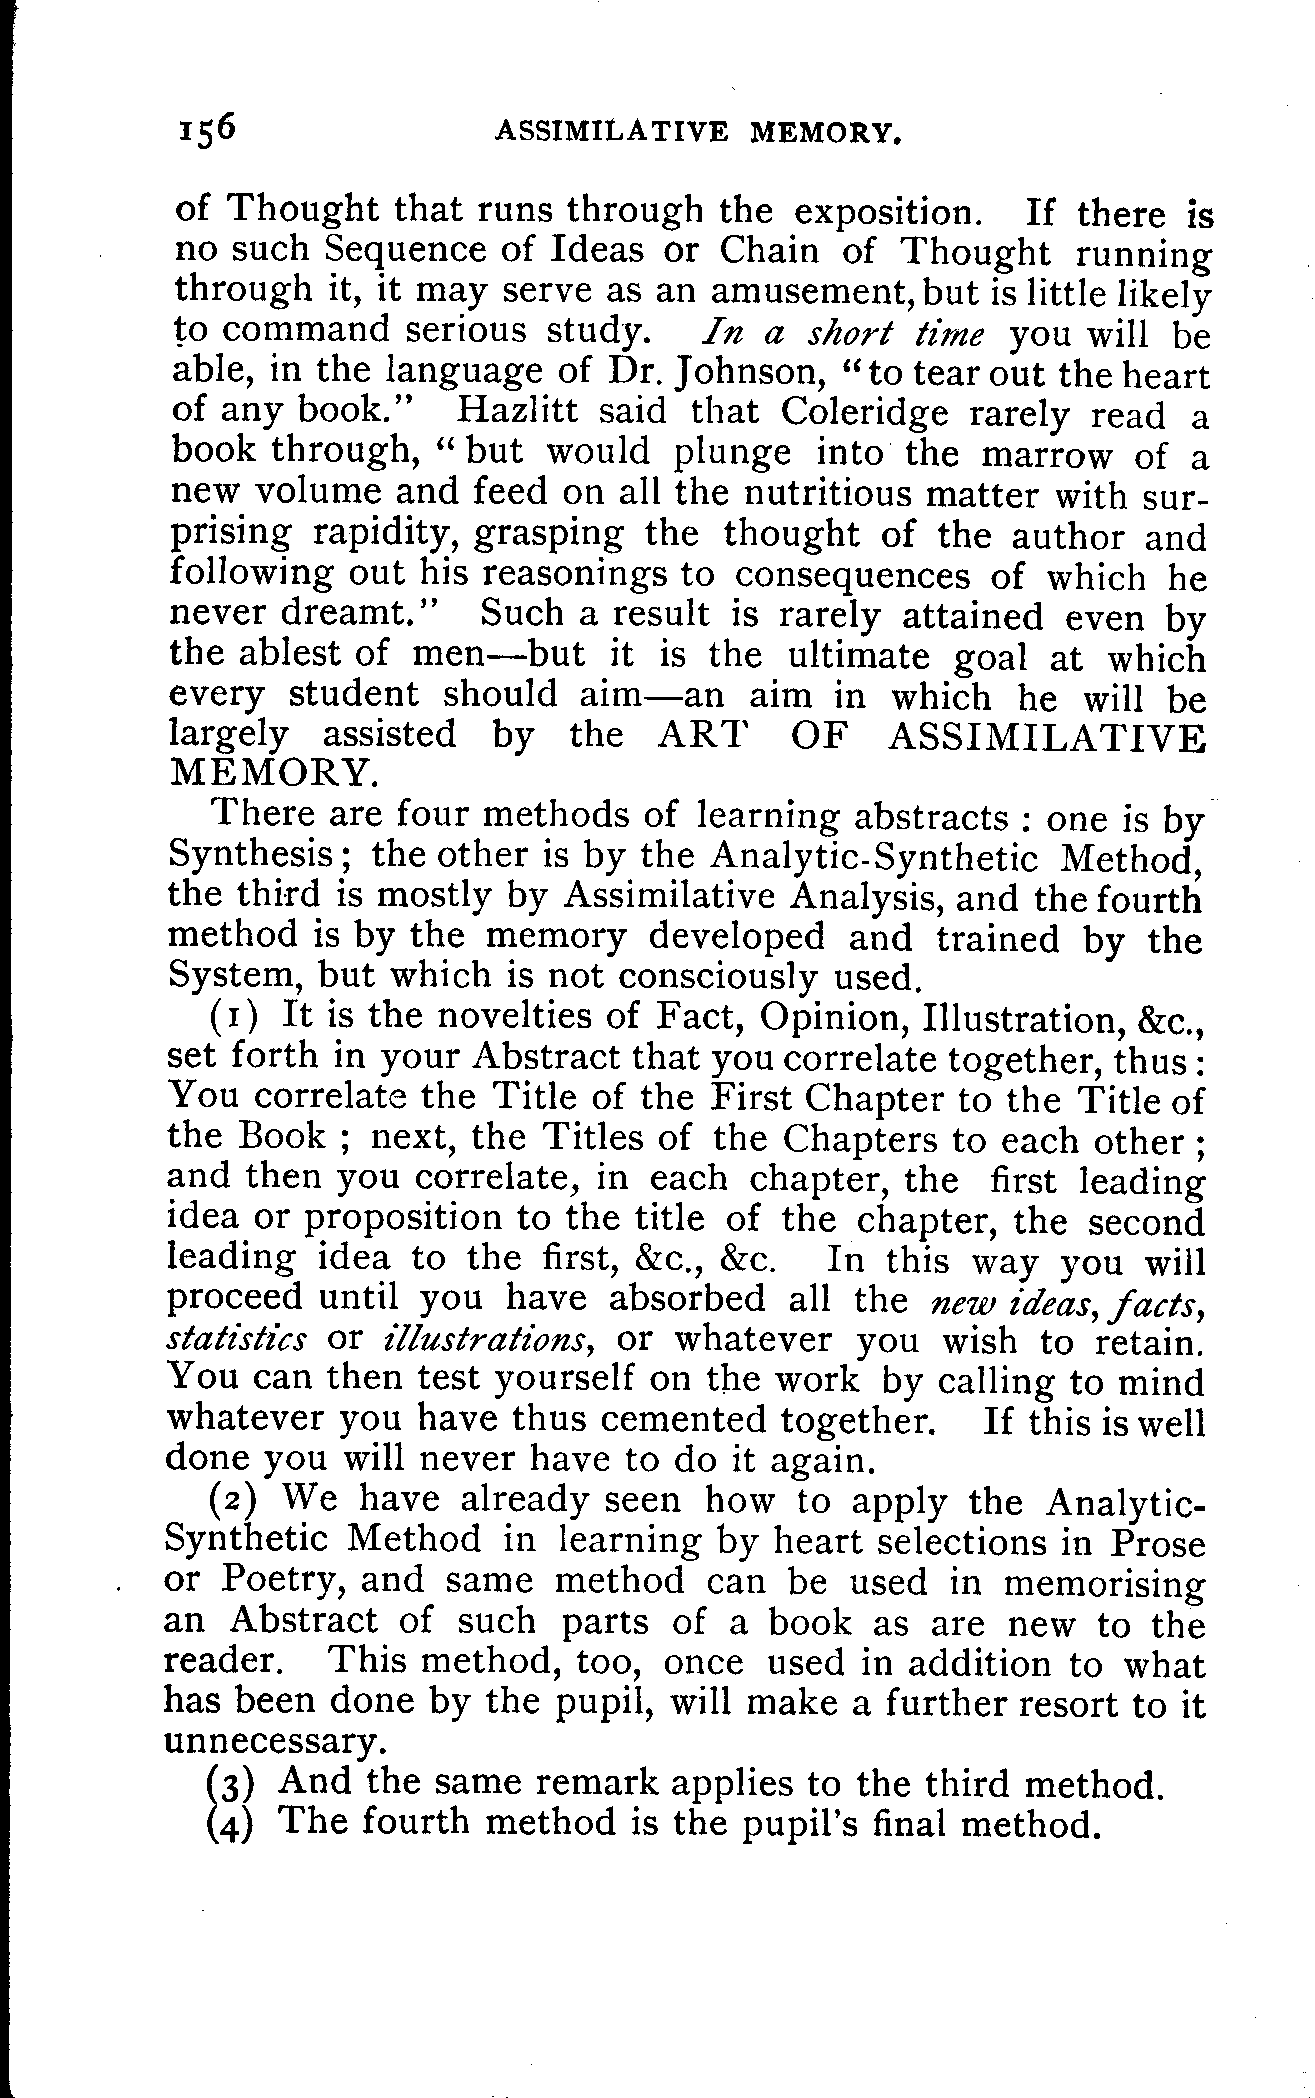 156 ASSIMILATIVE MEMORY.
of Thought that runs through the exposition. If there is
no such Sequence of Ideas or Chain of Thought running
through it, it may serve as an amusement, but is little likely
to command serious study. In a short time you will be
able, in the language of Dr. Johnson, "to tear out the heart
of any book." Hazlitt said that Coleridge rarely read a
book through, "but would plunge into the marrow of a
new volume and feed on all the nutritious matter with sur-
prising rapidity, grasping the thought of the author and
following out his reasonings to consequences of which he
never dreamt." Such a result is rarely attained even by
the ablest of men—but it is the ultimate goal at which
every student should aim—an aim in which he will be
largely assisted by the ART OF ASSIMILATIVE
MEMORY.
There are four methods of learning abstracts : one is by
Synthesis ; the other is by the Analytic-Synthetic Method,
the third is mostly by Assimilative Analysis, and the fourth
method is by the memory developed and trained by the
System, but which is not consciously used.
(1) It is the novelties of Fact, Opinion, Illustration, &c.,
set forth in your Abstract that you correlate together, thus :
You correlate the Title of the First Chapter to the Title of
the Book ; next, the Titles of the Chapters to each other ;
and then you correlate, in each chapter, the first leading
idea or proposition to the title of the chapter, the second
leading idea to the first, &c., &c. In this way you will
proceed until you have absorbed all the new ideas, facts,
statistics or illustrations, or whatever you wish to retain.
You can then test yourself on the work by calling to mind
whatever you have thus cemented together. If this is well
done you will never have to do it again.
(2) We have already seen how to apply the Analytic-
Synthetic Method in learning by heart selections in Prose
or Poetry, and same method can be used in memorising
an Abstract of such parts of a book as are new to the
reader. This method, too, once used in addition to what
has been done by the pupil, will make a further resort to it
unnecessary.
(3) And the same remark applies to the third method.
(4) The fourth method is the pupil's final method.